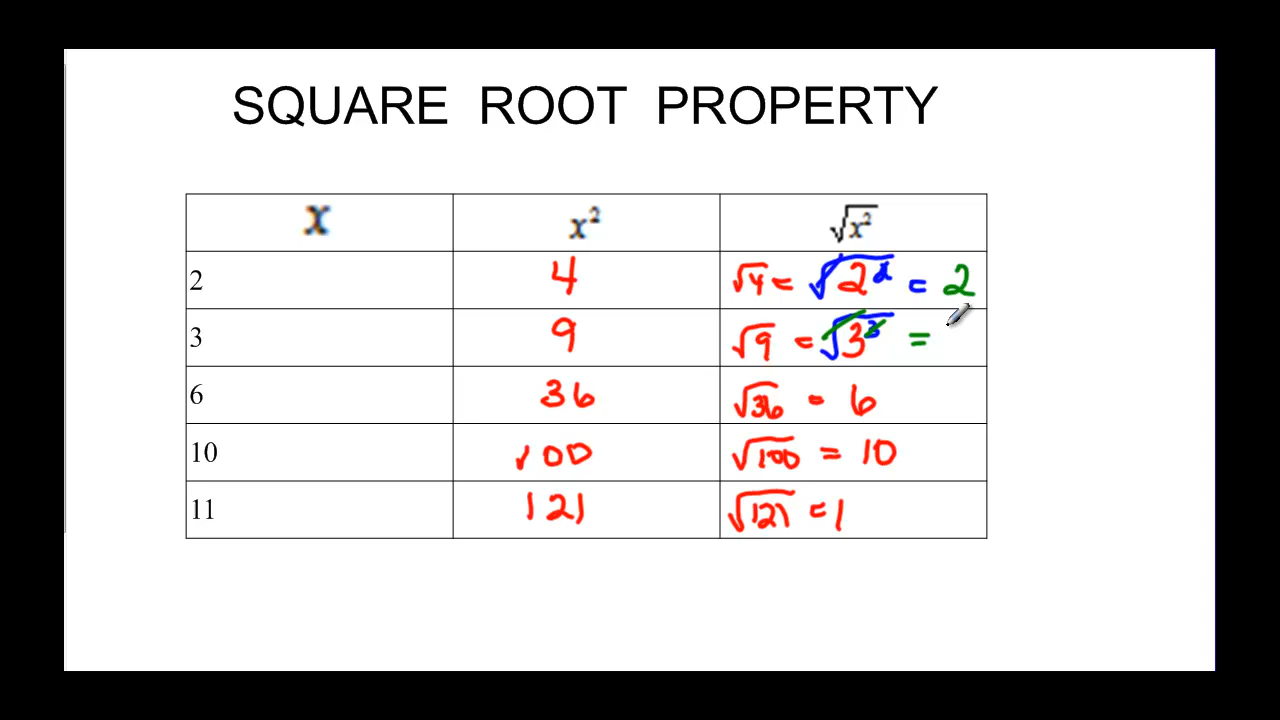 SQUARE ROOT PROPERTY
x x² √x²
2 4 √4 = √2² = 2
3 9 √9 = √3² =
6 36 √36 = 6
10 100 √100 = 10
11 121 √121 = 1